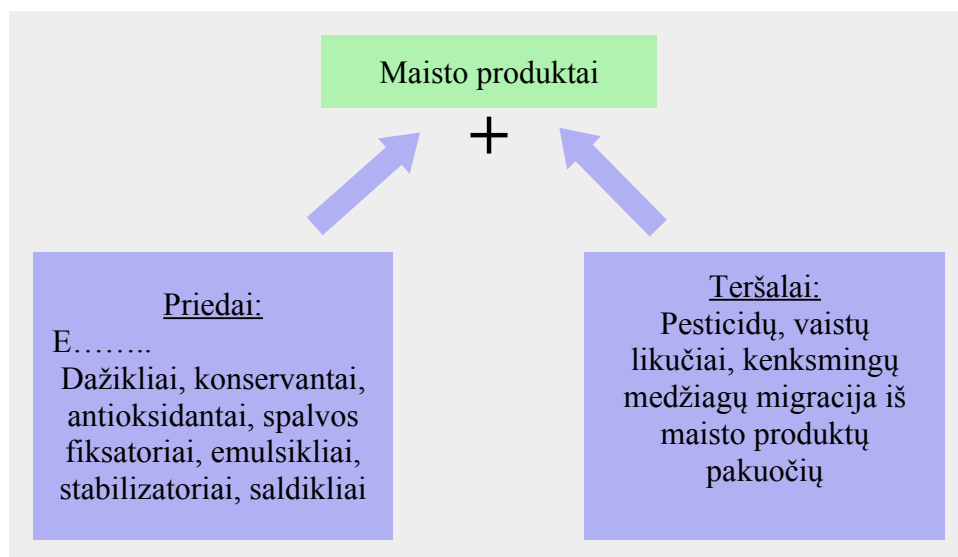 Maisto produktai
+
Priedai:
E……..
Dažikliai, konservantai,
antioksidantai, spalvos
fiksatoriai, emulsikliai,
stabilizatoriai, saldikliai
Teršalai:
Pesticidų, vaistų
likučiai, kenksmingų
medžiagų migracija iš
maisto produktų
pakuočių